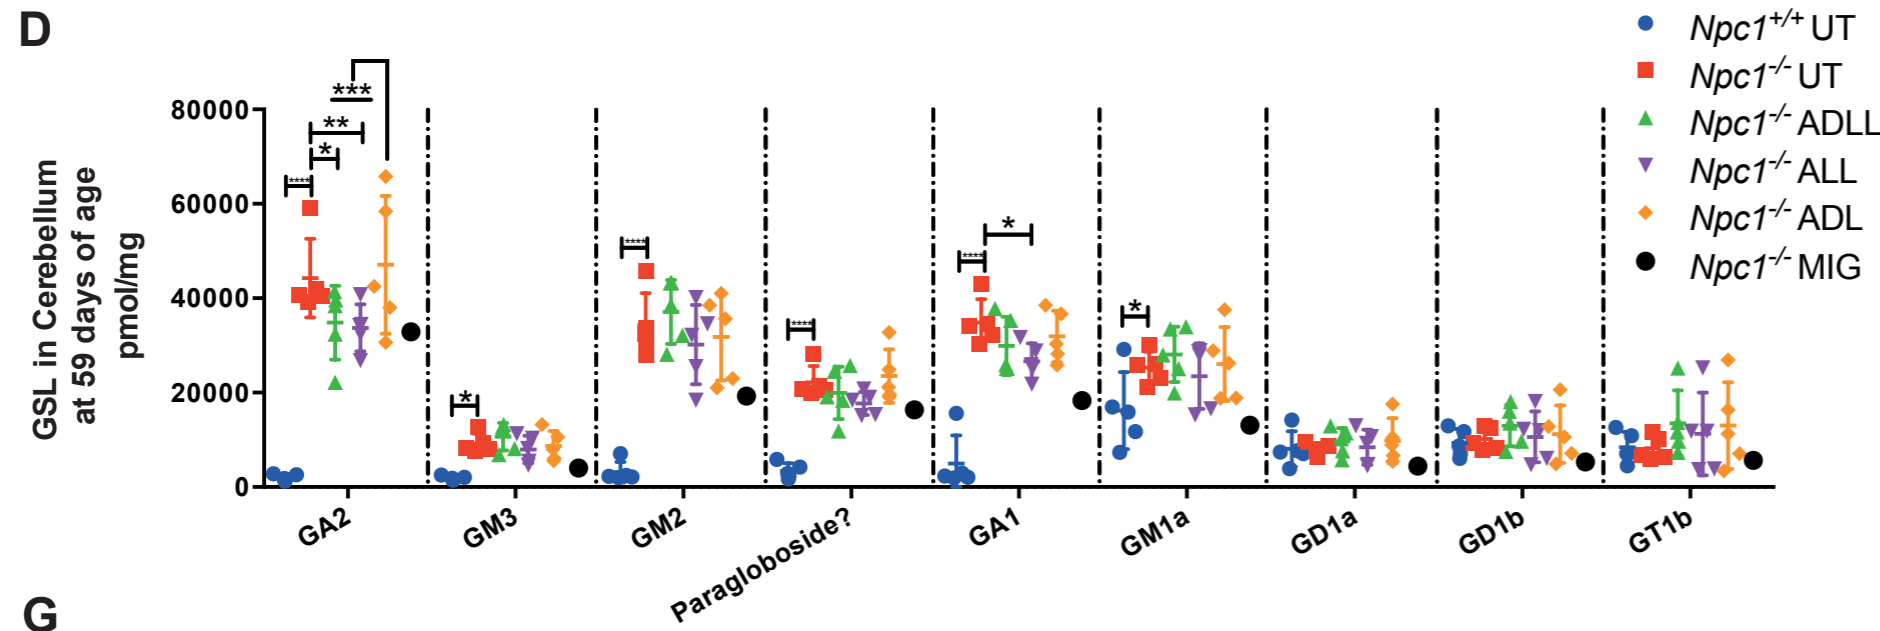 D
Npc1+/+ UT
Npc1-/- UT
Npc1-/- ADLL
Npc1-/- ALL
Npc1-/- ADL
Npc1-/- MIG
GSL in Cerebellum
at 59 days of age
pmol/mg
80000
60000
40000
20000
0
***
**
*
****
*
****
****
*
****
*
GA2
GM3
GM2
Paragloboside?
GA1
GM1a
GD1a
GD1b
GT1b
G